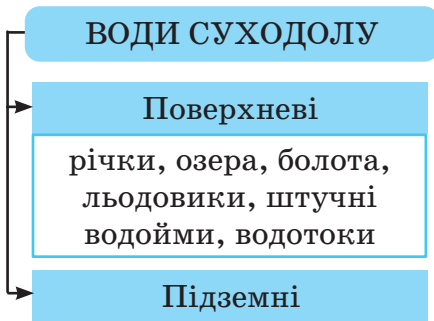 ВОДИ СУХОДОЛУ
Поверхневі
річки, озера, болота,
льодовики, штучні
водойми, водотоки
Підземні